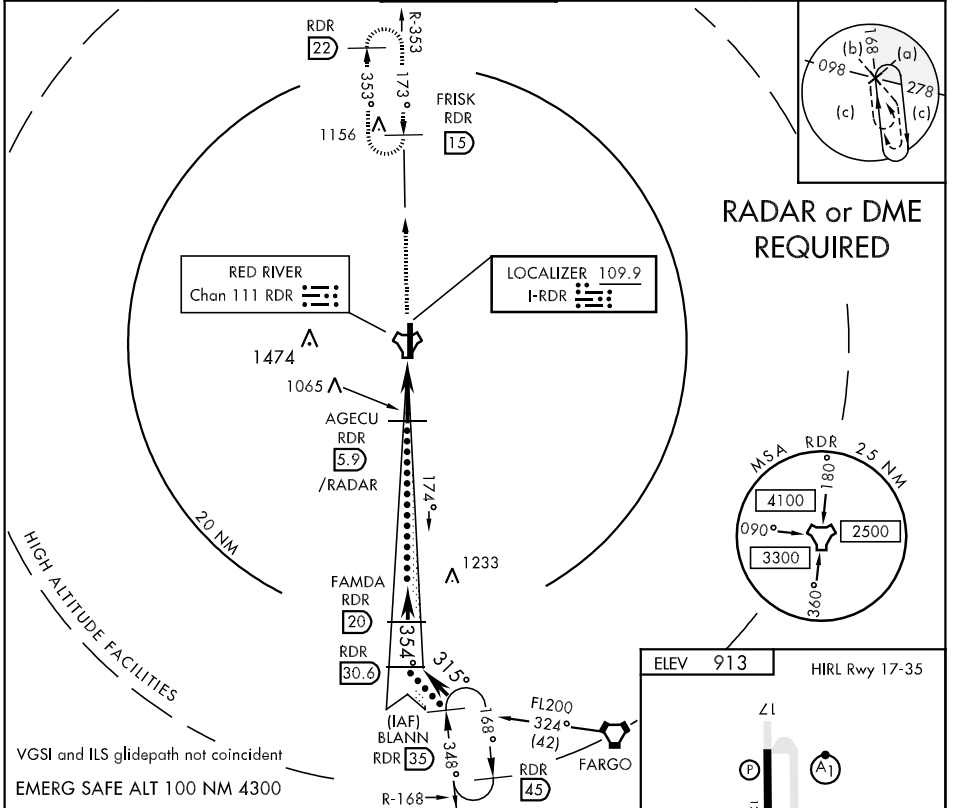 RDR
22
R-353
353°
173°
FRISK
RDR
15
1156
168
(b)
(a)
098
278
(c)
(c)
RADAR or DME
REQUIRED
RED RIVER
Chan 111 RDR
LOCALIZER 109.9
I-RDR
1474
1065
AGECU
RDR
5.9
/RADAR
174°
20 NM
1233
MSA RDR 25 NM
180°
4100
090°
2500
3300
360°
HIGH ALTITUDE FACILITIES
FAMDA
RDR
20
354°
RDR
30.6
315°
(IAF)
BLANN
RDR 35
168°
348°
FL200
324°
(42)
FARGO
RDR
45
R-168
ELEV 913
HIRL Rwy 17-35
17
P
A1
VGSI and ILS glidepath not coincident
EMERG SAFE ALT 100 NM 4300